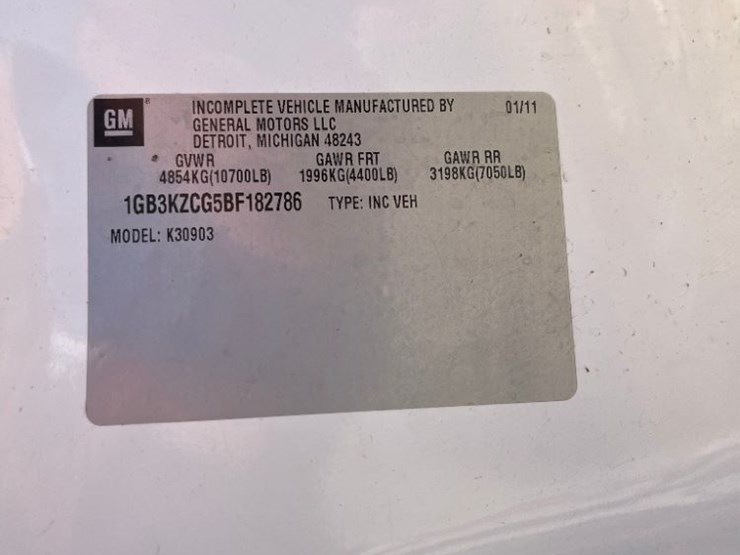 GM
INCOMPLETE VEHICLE MANUFACTURED BY 01/11
GENERAL MOTORS LLC
DETROIT, MICHIGAN 48243
GVWR GAWR FRT GAWR RR
4854KG(10700LB) 1996KG(4400LB) 3198KG(7050LB)
1GB3KZCG5BF182786 TYPE: INC VEH
MODEL: K30903